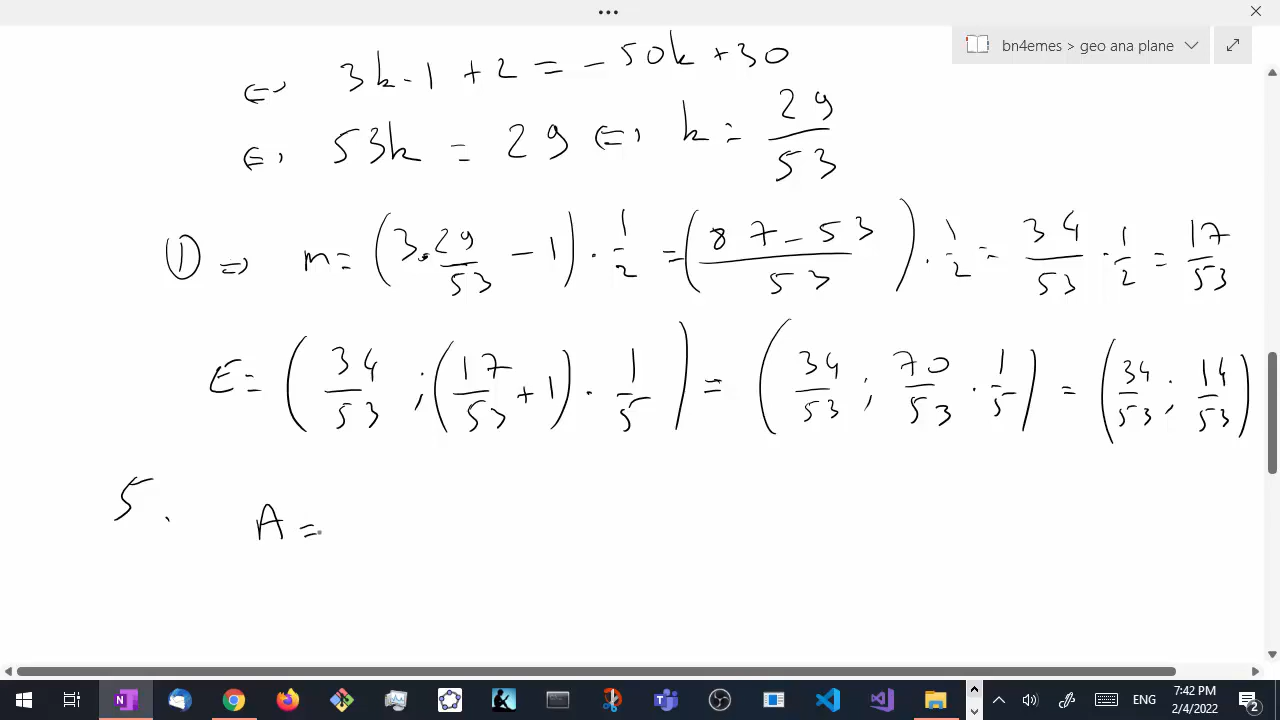 bn4emes > geo ana plane
⇔ 3k-1 + 2 = -50k + 30
⇔ 53k = 29 ⇔ k = 29/53
① ⇒ m = (3·29/53 - 1) · 1/2 = ((87-53)/53) · 1/2 = 34/53 · 1/2 = 17/53
E = (34/53 ; (17/53 + 1) · 1/5) = (34/53 ; 70/53 · 1/5) = (34/53 ; 14/53)
5. A =
ENG
7:42 PM
2/4/2022
2